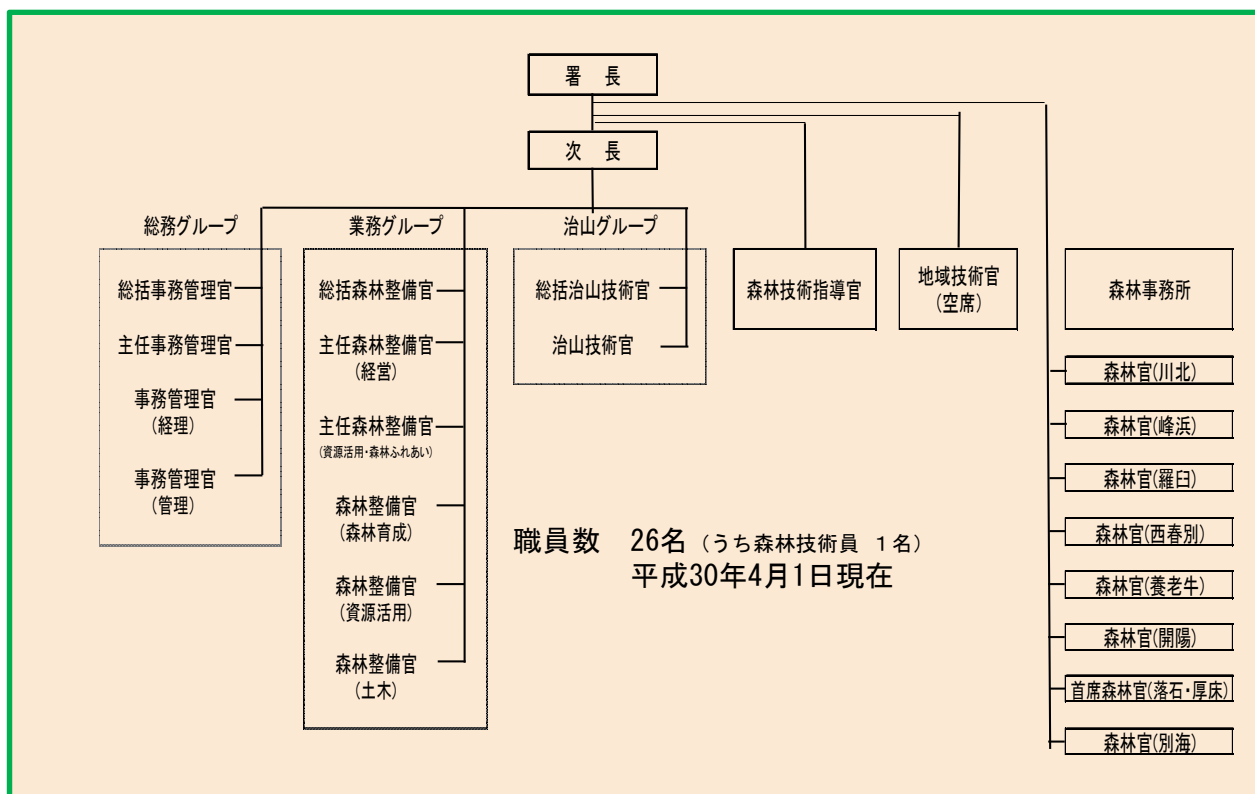 署　長
次　長
総務グループ
総括事務管理官
主任事務管理官
事務管理官
(経理)
事務管理官
(管理)
業務グループ
総括森林整備官
主任森林整備官
(経営)
主任森林整備官
(資源活用・森林ふれあい)
森林整備官
(森林育成)
森林整備官
(資源活用)
森林整備官
(土木)
治山グループ
総括治山技術官
治山技術官
森林技術指導官
地域技術官
(空席)
森林事務所
森林官(川北)
森林官(峰浜)
森林官(羅臼)
森林官(西春別)
森林官(養老牛)
森林官(開陽)
首席森林官(落石・厚床)
森林官(別海)
職員数　26名（うち森林技術員　１名）
平成30年4月1日現在